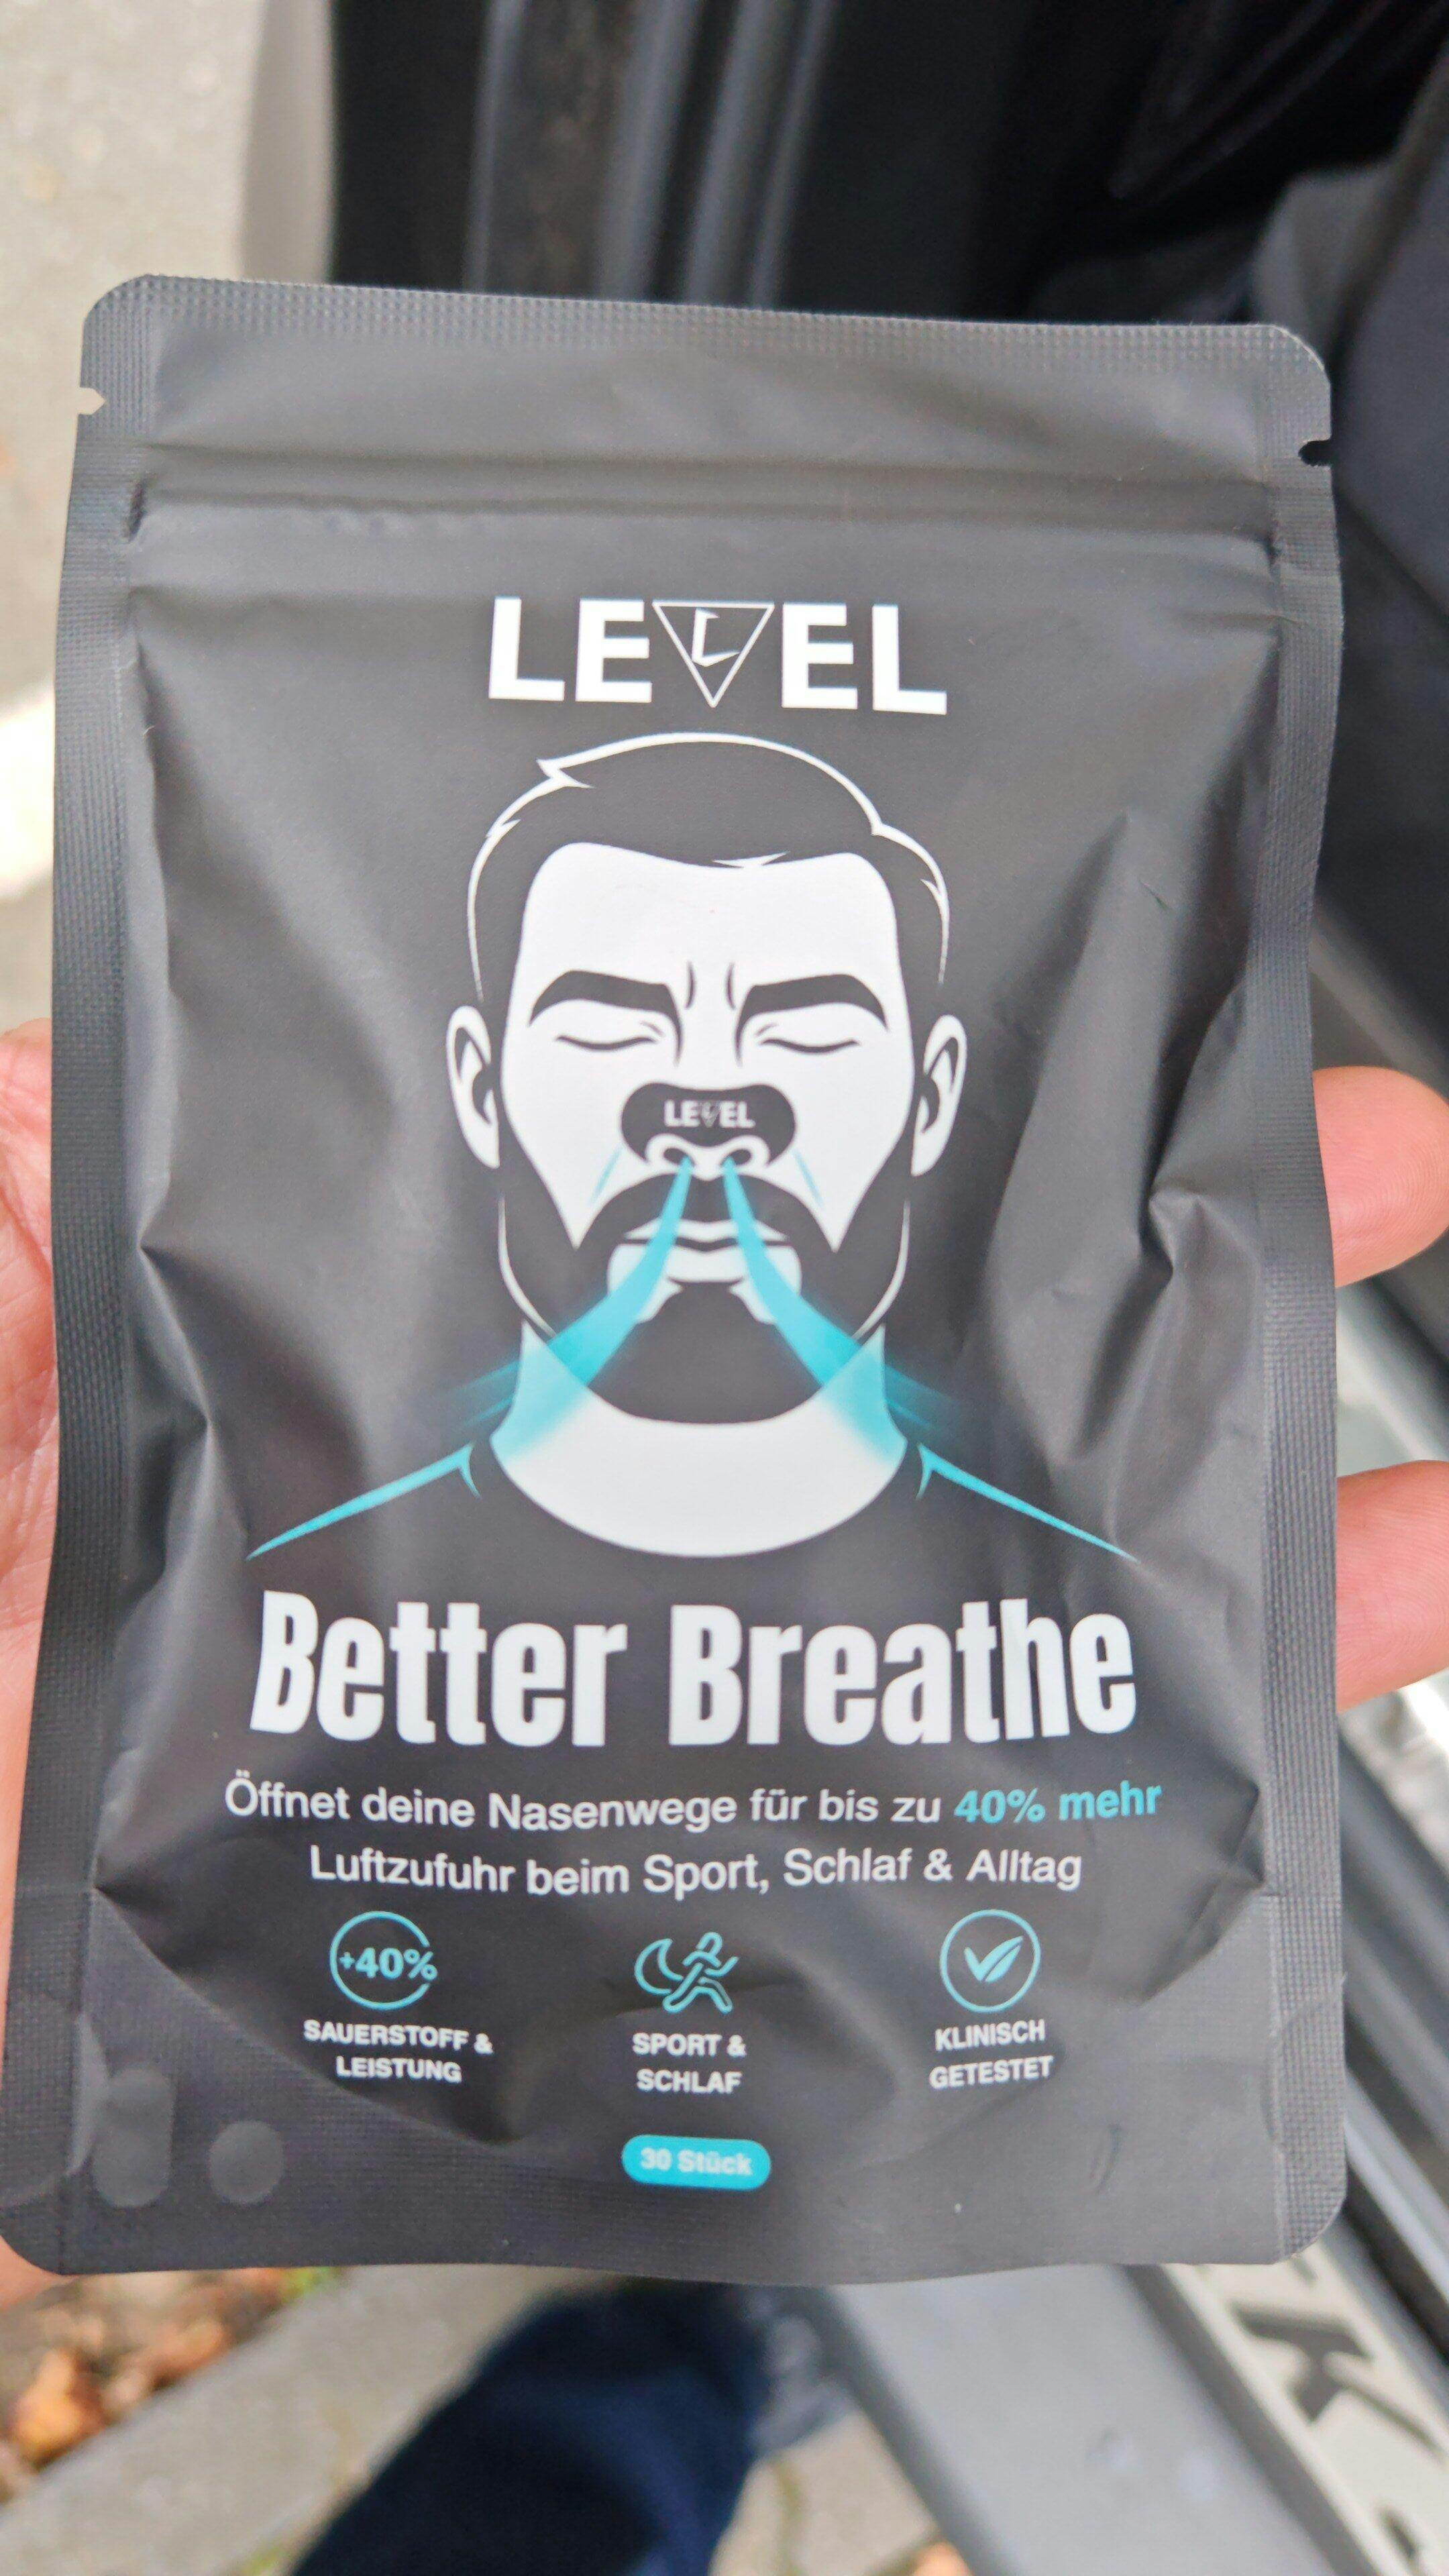 LEVEL
LEVEL
Better Breathe
Öffnet deine Nasenwege für bis zu 40% mehr
Luftzufuhr beim Sport, Schlaf & Alltag
+40%
SAUERSTOFF &
LEISTUNG
SPORT &
SCHLAF
KLINISCH
GETESTET
30 Stück